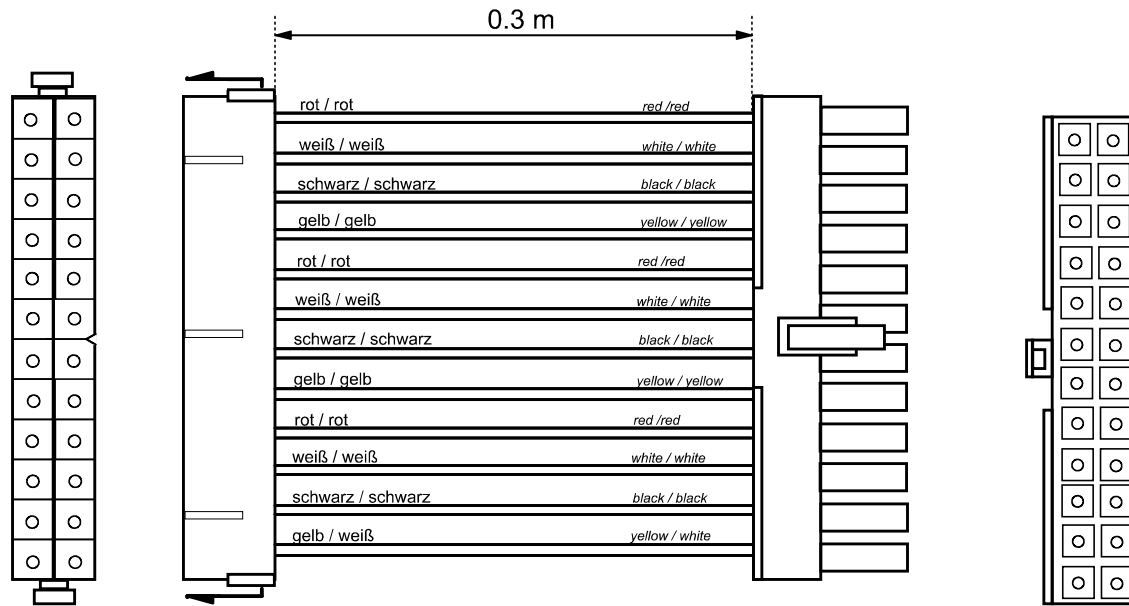 0.3 m
rot / rot red /red
weiß / weiß white / white
schwarz / schwarz black / black
gelb / gelb yellow / yellow
rot / rot red /red
weiß / weiß white / white
schwarz / schwarz black / black
gelb / gelb yellow / yellow
rot / rot red /red
weiß / weiß white / white
schwarz / schwarz black / black
gelb / weiß yellow / white